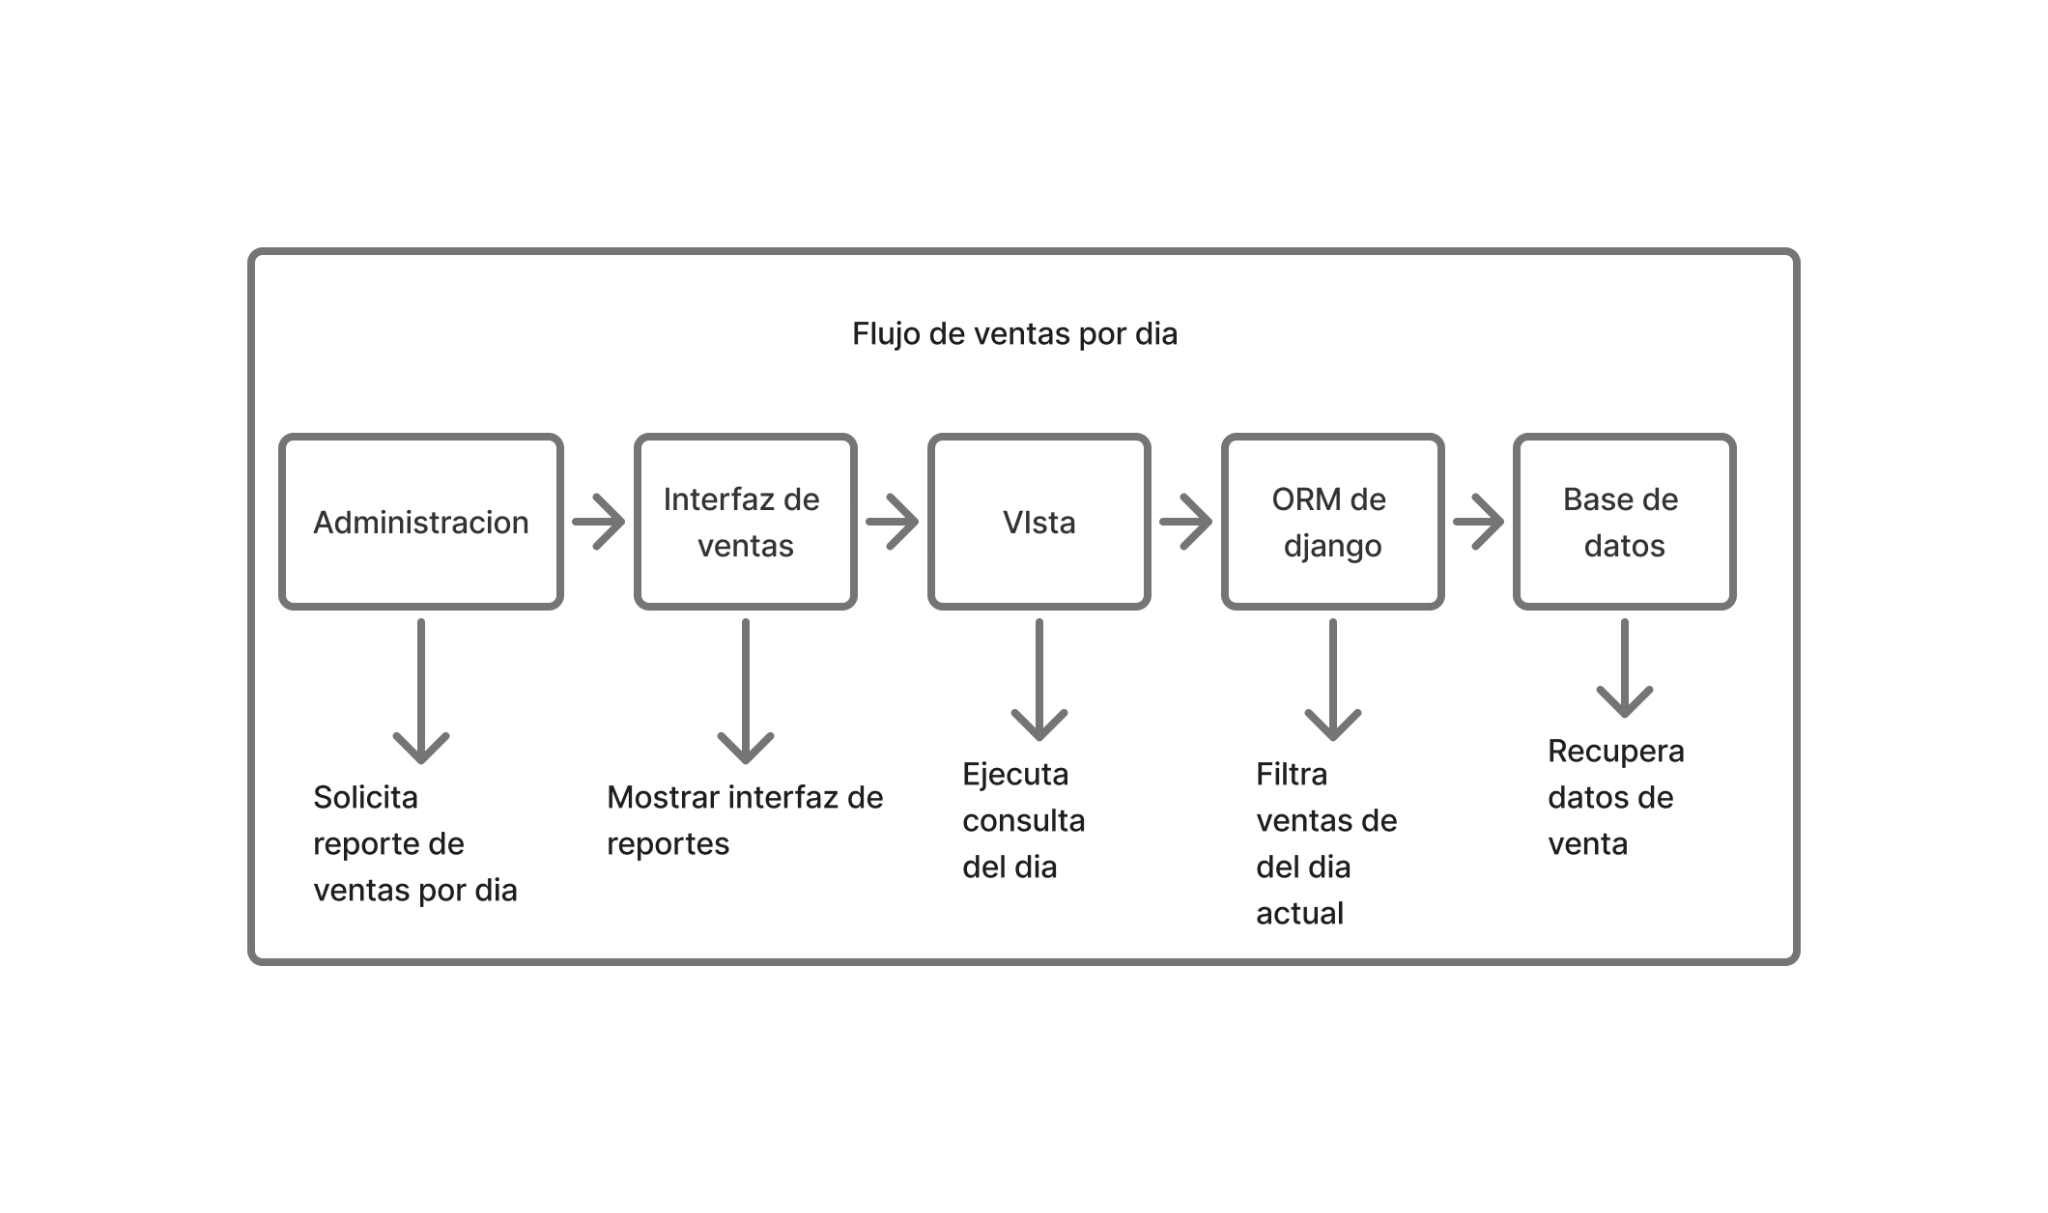 Flujo de ventas por dia
Administracion
Interfaz de
ventas
VIsta
ORM de
django
Base de
datos
Solicita
reporte de
ventas por dia
Mostrar interfaz de
reportes
Ejecuta
consulta
del dia
Filtra
ventas de
del dia
actual
Recupera
datos de
venta